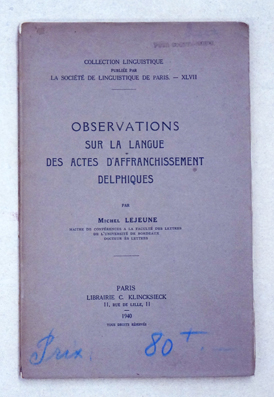 COLLECTION LINGUISTIQUE
PUBLIÉE PAR
LA SOCIÉTÉ DE LINGUISTIQUE DE PARIS. — XLVII
OBSERVATIONS
SUR LA LANGUE
DES ACTES D'AFFRANCHISSEMENT
DELPHIQUES
PAR
MICHEL LEJEUNE
MAITRE DE CONFÉRENCES A LA FACULTÉ DES LETTRES
DE L'UNIVERSITÉ DE BORDEAUX
DOCTEUR ÈS LETTRES
PARIS
LIBRAIRIE C. KLINCKSIECK
11, RUE DE LILLE, 11
1940
TOUS DROITS RÉSERVÉS
Prix. 80